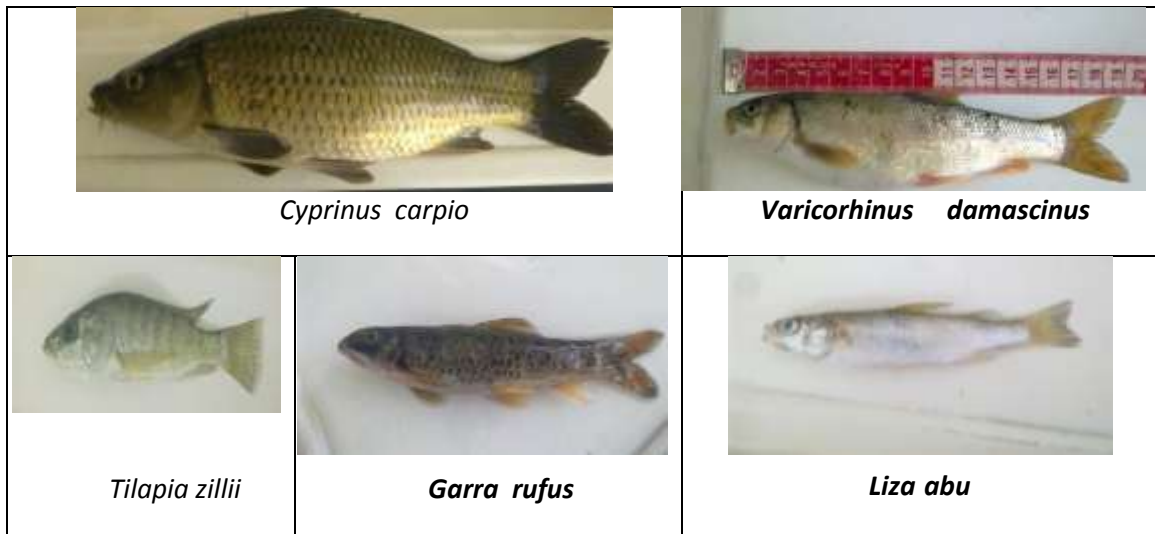 Cyprinus carpio
Varicorhinus damascinus
Tilapia zillii
Garra rufus
Liza abu